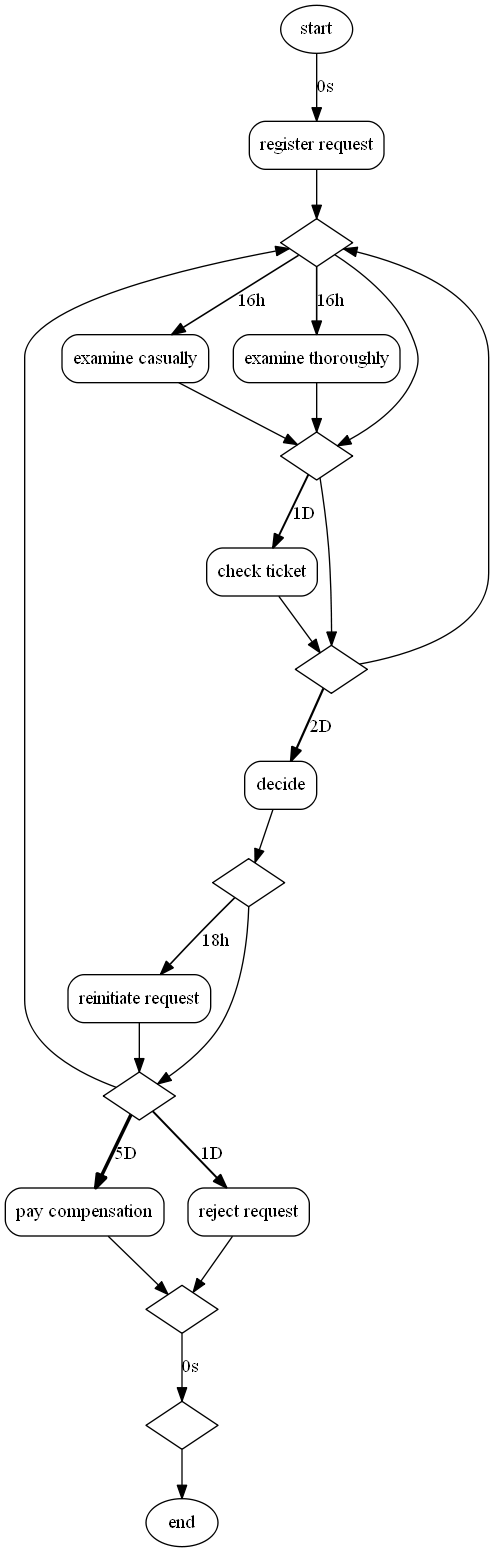 start
0s
register request
16h
16h
examine casually
examine thoroughly
1D
check ticket
2D
decide
18h
reinitiate request
5D
1D
pay compensation
reject request
0s
end